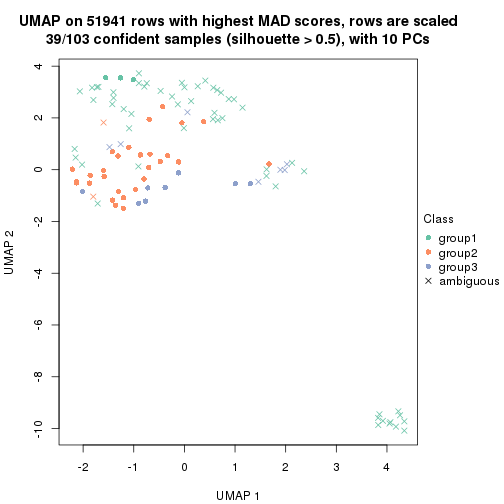 UMAP on 51941 rows with highest MAD scores, rows are scaled
39/103 confident samples (silhouette > 0.5), with 10 PCs
4
2
0
-2
-4
-6
-8
-10
UMAP 2
-2
-1
0
1
2
3
4
UMAP 1
Class
group1
group2
group3
ambiguous